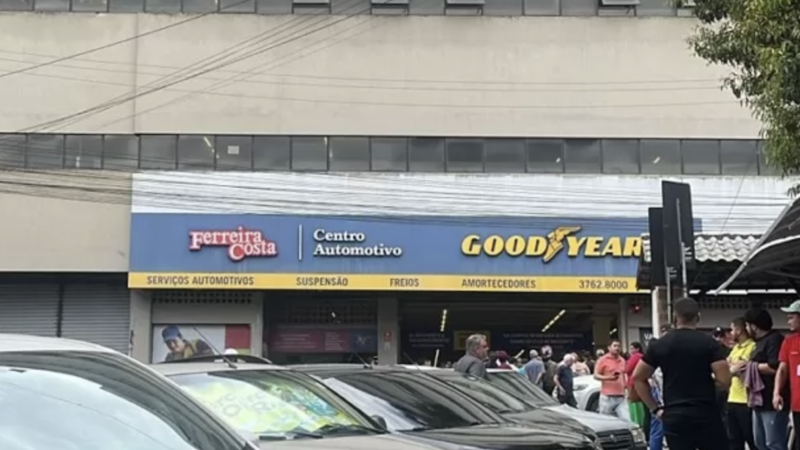 Ferreira Costa
Centro Automotivo
GOODYEAR
SERVIÇOS AUTOMOTIVOS SUSPENSÃO FREIOS AMORTECEDORES 3762.8000